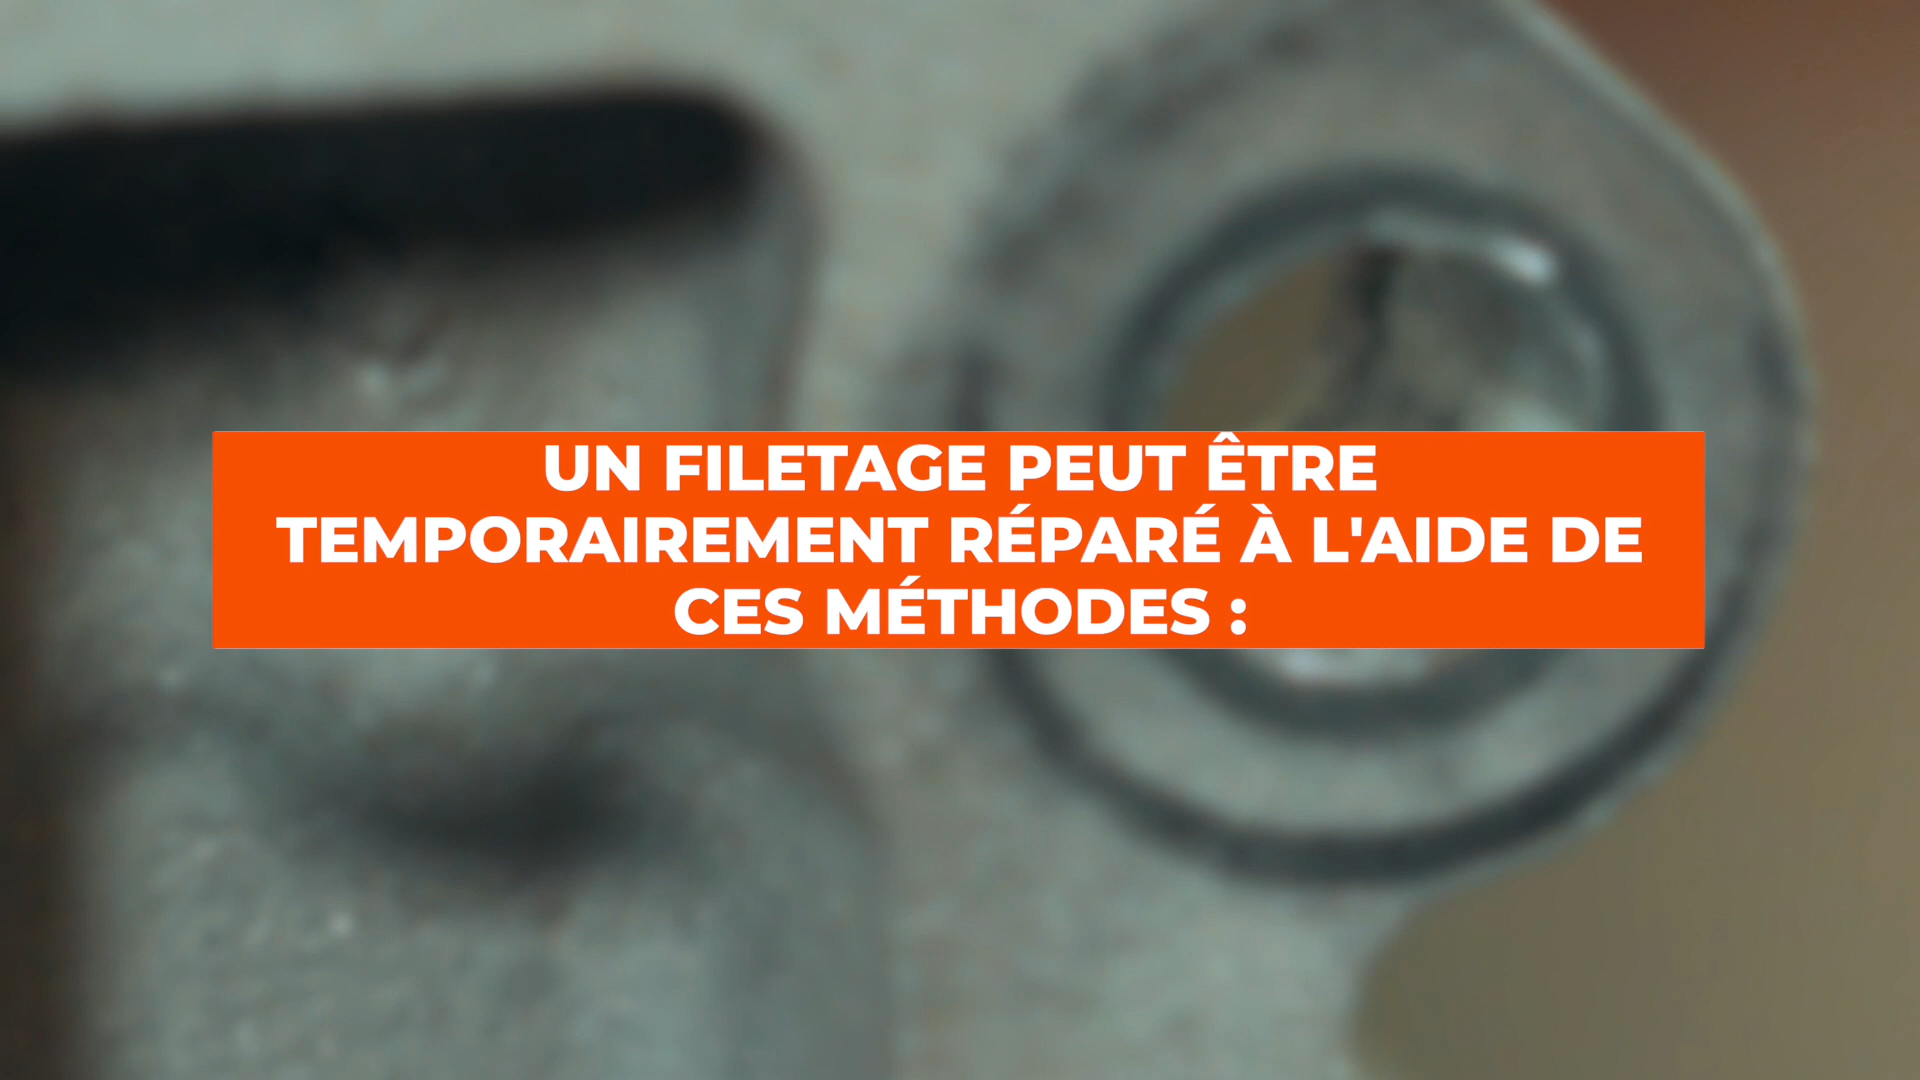 UN FILETAGE PEUT ÊTRE
TEMPORAIREMENT RÉPARÉ À L'AIDE DE
CES MÉTHODES :